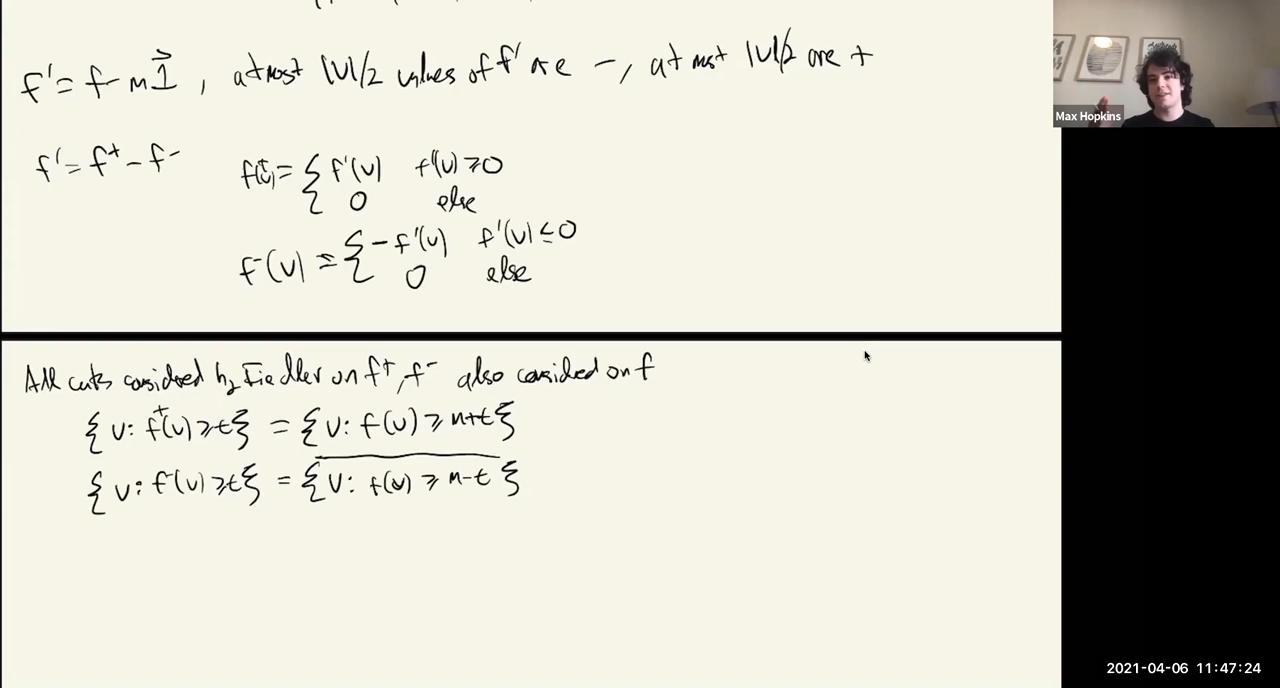 f' = f - m1⃗ , at most |V|/2 values of f' are -, at most |V|/2 are +
f' = f⁺ - f⁻
f⁺(v) = { f'(v) f'(v) ≥ 0
0 else
f⁻(v) = { -f'(v) f'(v) ≤ 0
0 else
Max Hopkins
All cuts considered by Fiedler on f⁺, f⁻ also considered on f
{ v: f⁺(v) ≥ t } = { v: f(v) ≥ m+t }
{ v: f⁻(v) ≥ t } = \overline{{ v: f(v) ≥ m-t }}
2021-04-06 11:47:24